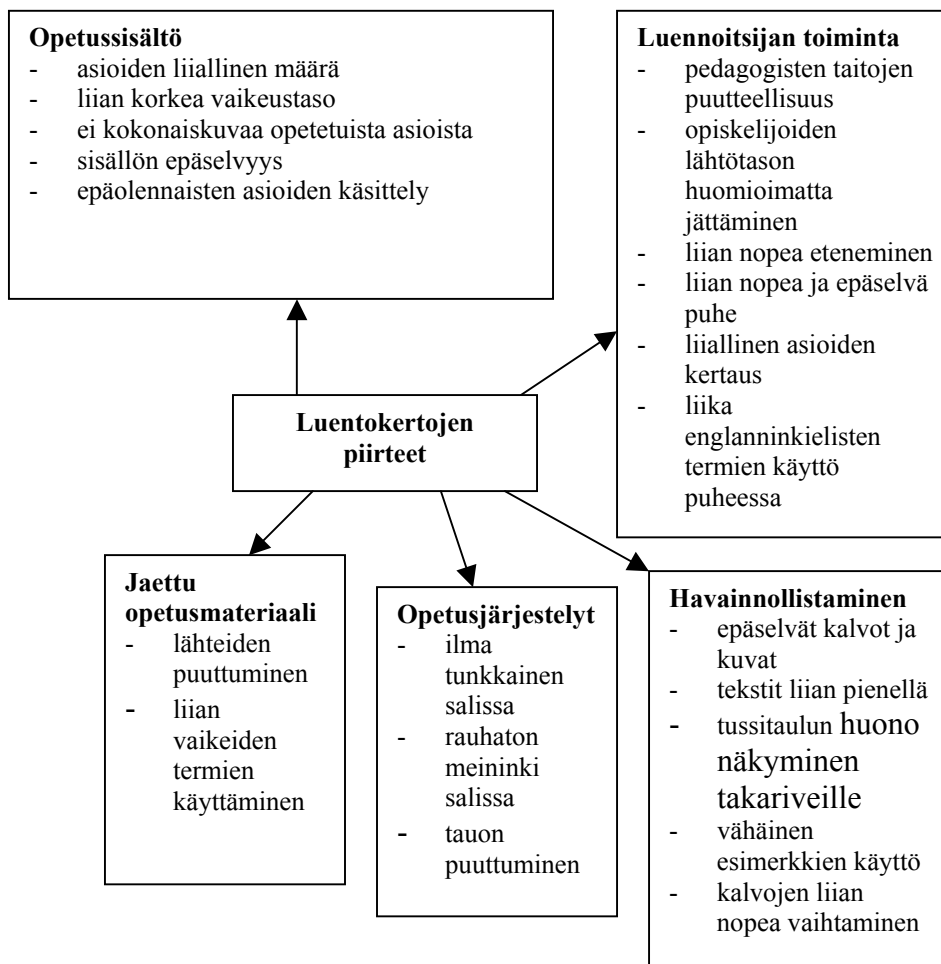 Opetussisältö
- asioiden liiallinen määrä
- liian korkea vaikeustaso
- ei kokonaiskuvaa opetetuista asioista
- sisällön epäselvyys
- epäolennaisten asioiden käsittely
Luennoitsijan toiminta
- pedagogisten taitojen
puutteellisuus
- opiskelijoiden
lähtötason
huomioimatta
jättäminen
- liian nopea eteneminen
- liian nopea ja epäselvä
puhe
- liiallinen asioiden
kertaus
- liika
englanninkielisten
termien käyttö
puheessa
Luentokertojen
piirteet
Jaettu
opetusmateriaali
- lähteiden
puuttuminen
- liian
vaikeiden
termien
käyttäminen
Opetusjärjestelyt
- ilma
tunkkainen
salissa
- rauhaton
meininki
salissa
- tauon
puuttuminen
Havainnollistaminen
- epäselvät kalvot ja
kuvat
- tekstit liian pienellä
- tussitaulun huono
näkyminen
takariveille
- vähäinen
esimerkkien käyttö
- kalvojen liian
nopea vaihtaminen